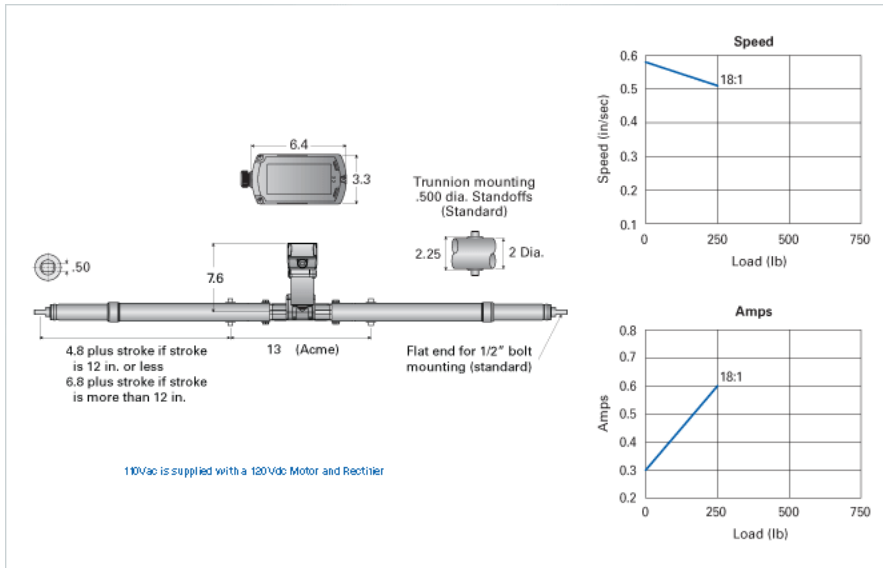 6.4
3.3
Trunnion mounting
.500 dia. Standoffs
(Standard)
2.25
2 Dia.
.50
7.6
4.8 plus stroke if stroke
is 12 in. or less
6.8 plus stroke if stroke
is more than 12 in.
13 (Acme)
Flat end for 1/2" bolt
mounting (standard)
110Vac is supplied with a 120Vdc Motor and Rectifier
Speed
Speed (in/sec)
0.6
0.5
0.4
0.3
0.2
0.1
18:1
0 250 500 750
Load (lb)
Amps
Amps
0.8
0.7
0.6
0.5
0.4
0.3
0.2
18:1
0 250 500 750
Load (lb)